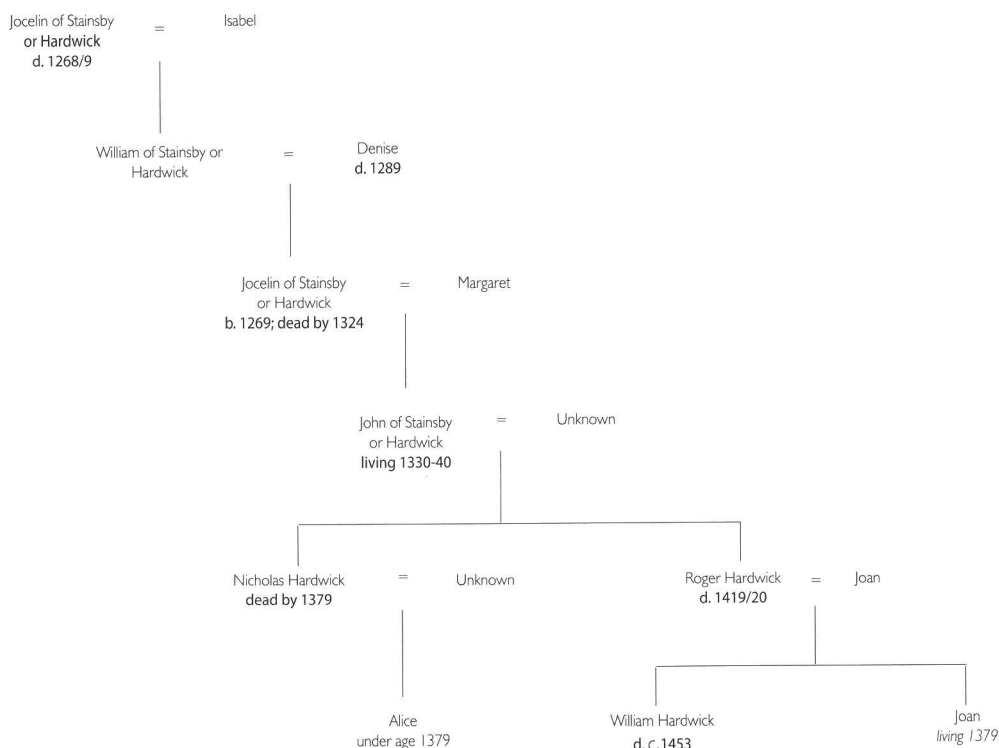 Jocelin of Stainsby = Isabel
or Hardwick
d. 1268/9
William of Stainsby or = Denise
Hardwick d. 1289
Jocelin of Stainsby = Margaret
or Hardwick
b. 1269; dead by 1324
John of Stainsby = Unknown
or Hardwick
living 1330-40
Nicholas Hardwick = Unknown Roger Hardwick = Joan
dead by 1379 d. 1419/20
Alice William Hardwick Joan
under age 1379 d. c.1453 living 1379